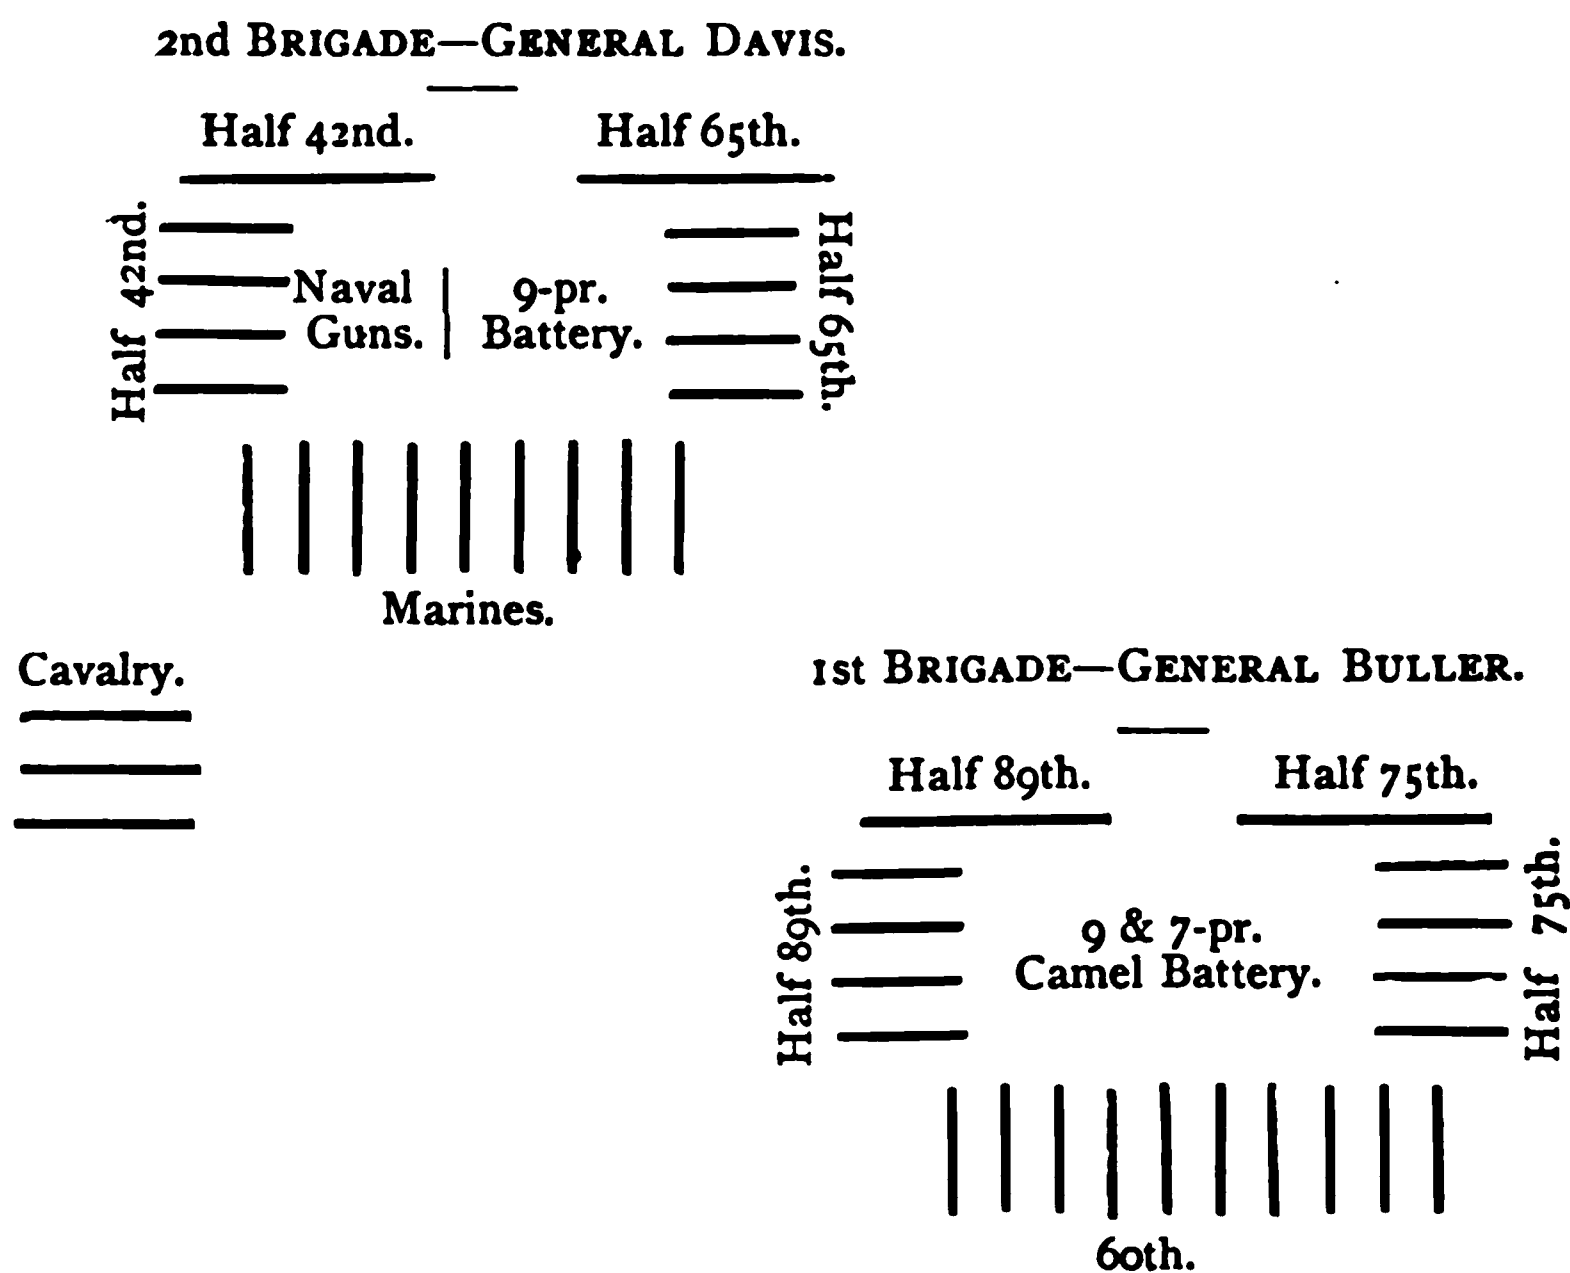 2nd BRIGADE—GENERAL DAVIS.
Half 42nd.
Half 65th.
Half 42nd.
Naval
Guns.
9-pr.
Battery.
Half 65th.
Marines.
Cavalry.
1st BRIGADE—GENERAL BULLER.
Half 89th.
Half 75th.
Half 89th.
9 & 7-pr.
Camel Battery.
Half 75th.
60th.